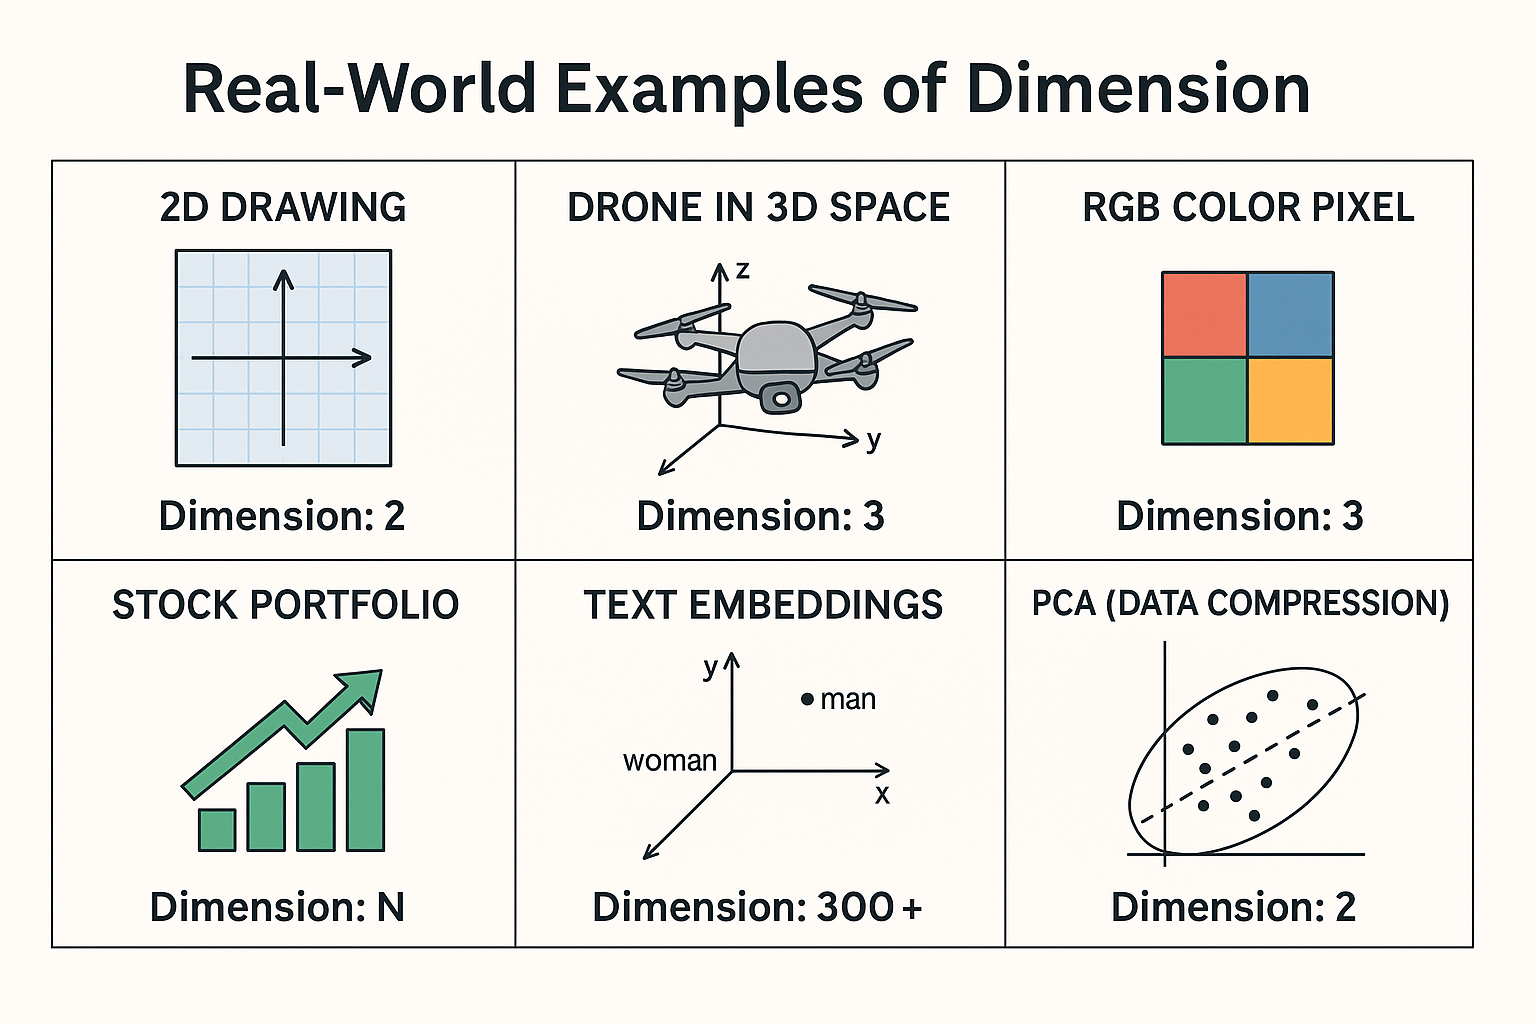 Real-World Examples of Dimension
2D DRAWING
Dimension: 2
DRONE IN 3D SPACE
z
y
Dimension: 3
RGB COLOR PIXEL
Dimension: 3
STOCK PORTFOLIO
Dimension: N
TEXT EMBEDDINGS
y
man
woman
x
Dimension: 300+
PCA (DATA COMPRESSION)
Dimension: 2